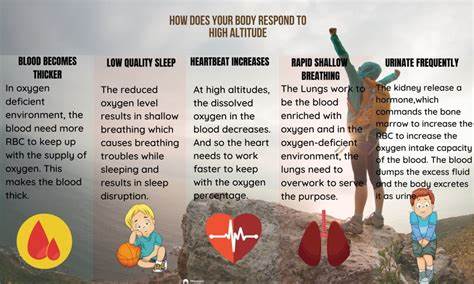 HOW DOES YOUR BODY RESPOND TO
HIGH ALTITUDE
BLOOD BECOMES
THICKER
In oxygen
deficient
environment, the
blood need more
RBC to keep up
with the supply of
oxygen. This
makes the blood
thick.
LOW QUALITY SLEEP
The reduced
oxygen level
results in shallow
breathing which
causes breathing
troubles while
sleeping and
results in sleep
disruption.
HEARTBEAT INCREASES
At high altitudes,
the dissolved
oxygen in the
blood decreases.
And so the heart
needs to work
faster to keep
with the oxygen
percentage.
RAPID SHALLOW
BREATHING
The Lungs work to
be the blood
enriched with
oxygen and in the
oxygen-deficient
environment, the
lungs need to
overwork to serve
the purpose.
URINATE FREQUENTLY
The kidney release a
hormone,which
commands the bone
marrow to increase the
RBC to increase the
oxygen intake capacity
of the blood. The blood
dumps the excess fluid
and the body excretes
it as urine.